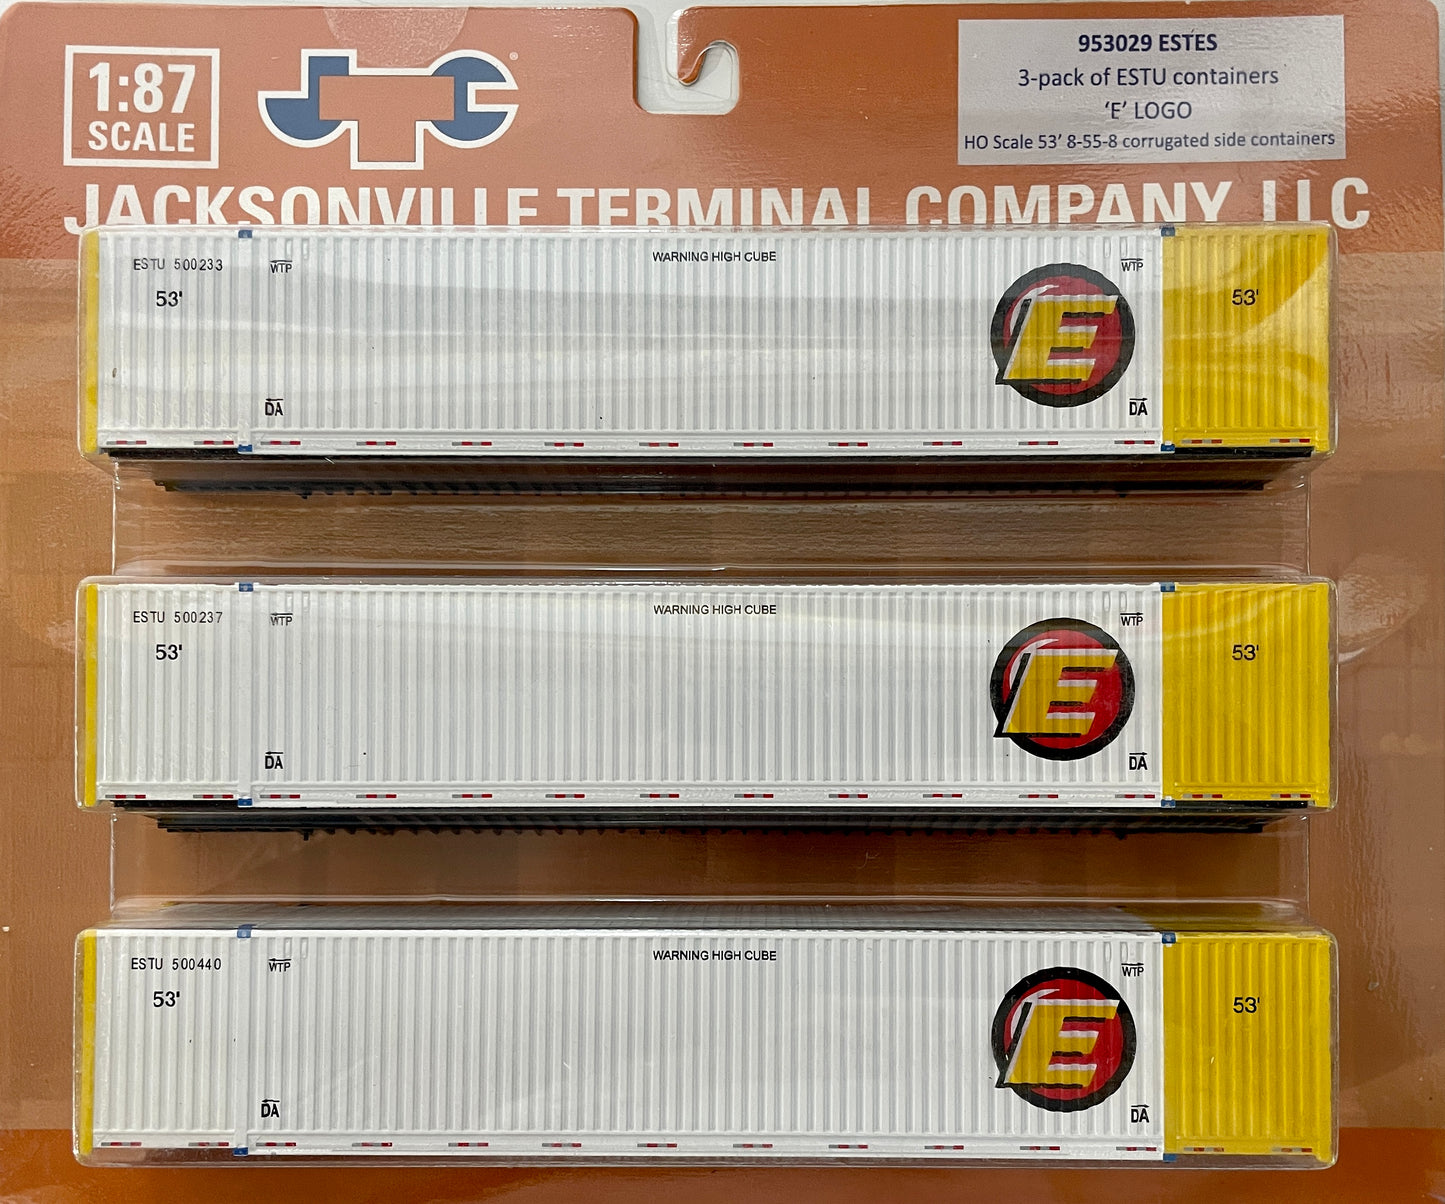 1:87
SCALE
JTC®
953029 ESTES
3-pack of ESTU containers
‘E’ LOGO
HO Scale 53’ 8-55-8 corrugated side containers
JACKSONVILLE TERMINAL COMPANY, LLC
ESTU 500233
53'
WTP
WARNING HIGH CUBE
WTP
53'
E
DA
DA
ESTU 500237
53'
WTP
WARNING HIGH CUBE
WTP
53'
E
DA
DA
ESTU 500440
53'
WTP
WARNING HIGH CUBE
WTP
53'
E
DA
DA